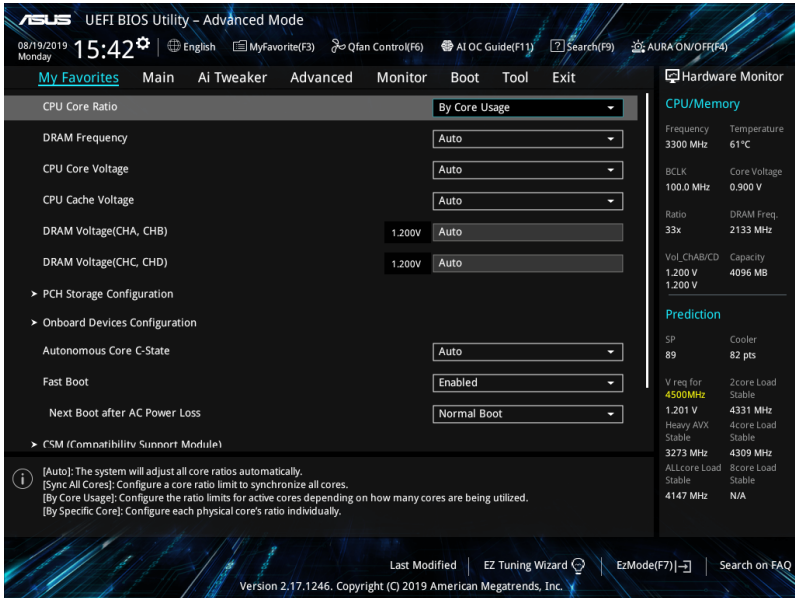 ASUS UEFI BIOS Utility – Advanced Mode
08/19/2019 Monday 15:42 English MyFavorite(F3) Qfan Control(F6) AI OC Guide(F11) Search(F9) AURA ON/OFF(F4)
My Favorites Main Ai Tweaker Advanced Monitor Boot Tool Exit
Hardware Monitor
CPU Core Ratio By Core Usage
DRAM Frequency Auto
CPU Core Voltage Auto
CPU Cache Voltage Auto
DRAM Voltage(CHA, CHB) 1.200V Auto
DRAM Voltage(CHC, CHD) 1.200V Auto
PCH Storage Configuration
Onboard Devices Configuration
Autonomous Core C-State Auto
Fast Boot Enabled
Next Boot after AC Power Loss Normal Boot
CSM (Compatibility Support Module)
CPU/Memory
Frequency Temperature
3300 MHz 61°C
BCLK Core Voltage
100.0 MHz 0.900 V
Ratio DRAM Freq.
33x 2133 MHz
Vol_ChAB/CD Capacity
1.200 V 4096 MB
1.200 V
Prediction
SP Cooler
89 82 pts
V req for 2core Load
4500MHz Stable
1.201 V 4331 MHz
Heavy AVX 4core Load
Stable Stable
3273 MHz 4309 MHz
ALLcore Load 8core Load
Stable Stable
4147 MHz N/A
[Auto]: The system will adjust all core ratios automatically.
[Sync All Cores]: Configure a core ratio limit to synchronize all cores.
[By Core Usage]: Configure the ratio limits for active cores depending on how many cores are being utilized.
[By Specific Core]: Configure each physical core's ratio individually.
Last Modified EZ Tuning Wizard EzMode(F7) Search on FAQ
Version 2.17.1246. Copyright (C) 2019 American Megatrends, Inc.